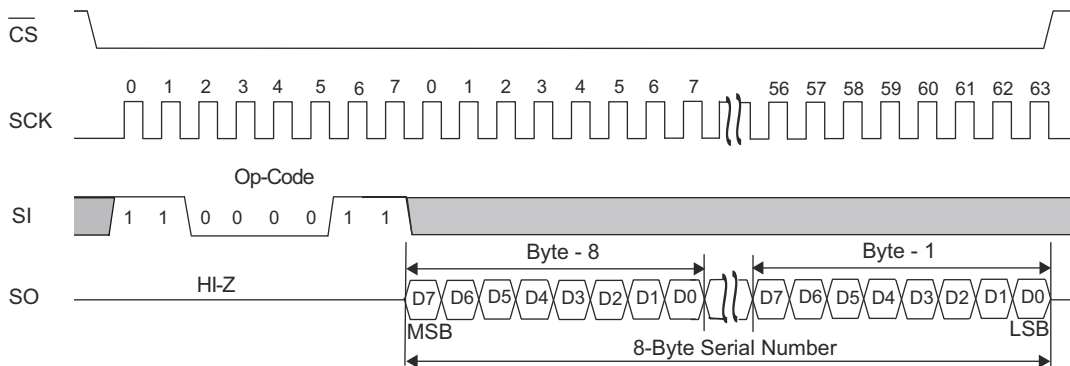 CS
0 1 2 3 4 5 6 7 0 1 2 3 4 5 6 7 56 57 58 59 60 61 62 63
SCK
Op-Code
SI 1 1 0 0 0 0 1 1
Byte - 8 Byte - 1
HI-Z
SO D7 D6 D5 D4 D3 D2 D1 D0 D7 D6 D5 D4 D3 D2 D1 D0
MSB LSB
8-Byte Serial Number